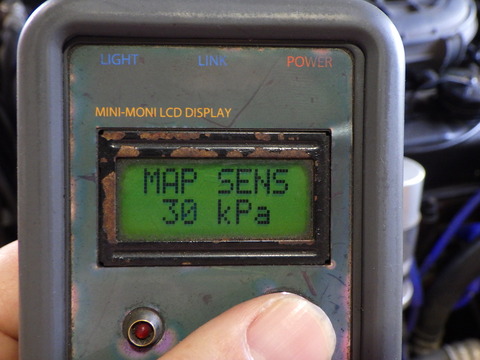 LIGHT LINK POWER
MINI-MONI LCD DISPLAY
MAP SENS
30 kPa